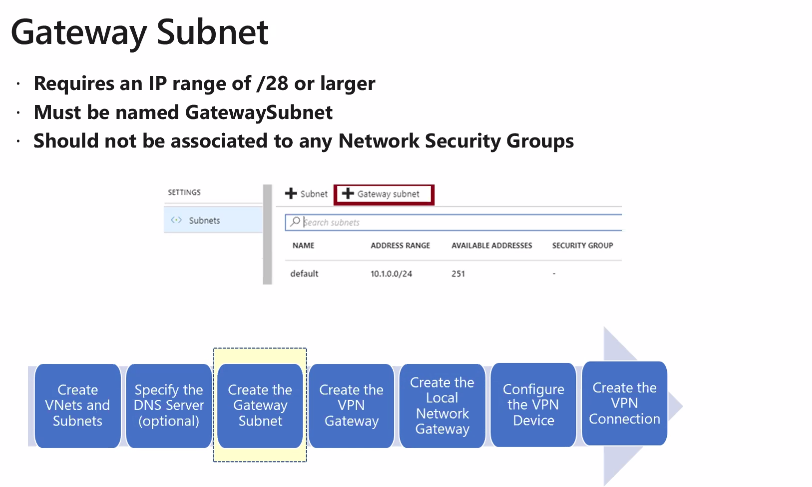 Gateway Subnet
· Requires an IP range of /28 or larger
· Must be named GatewaySubnet
· Should not be associated to any Network Security Groups
SETTINGS
Subnets
Subnet
Gateway subnet
Search subnets
NAME ADDRESS RANGE AVAILABLE ADDRESSES SECURITY GROUP
default 10.1.0.0/24 251 -
Create
VNets and
Subnets
Specify the
DNS Server
(optional)
Create the
Gateway
Subnet
Create the
VPN
Gateway
Create the
Local
Network
Gateway
Configure
the VPN
Device
Create the
VPN
Connection